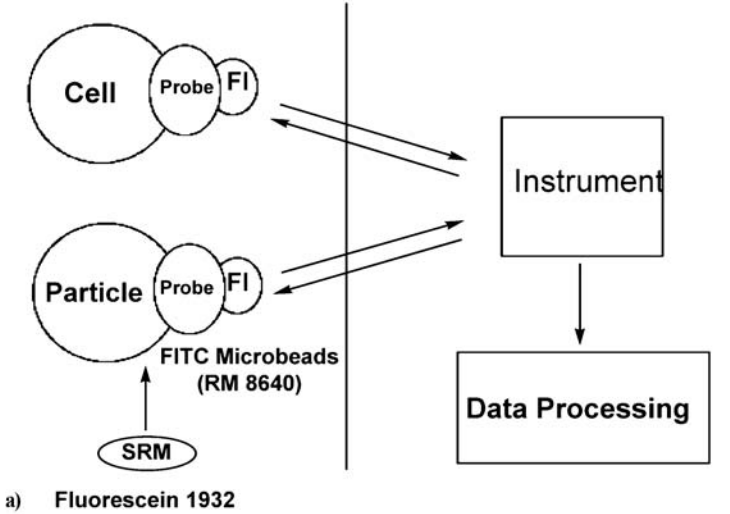 Cell
Probe
Fl
Instrument
Particle
Probe
Fl
FITC Microbeads
(RM 8640)
Data Processing
SRM
a) Fluorescein 1932